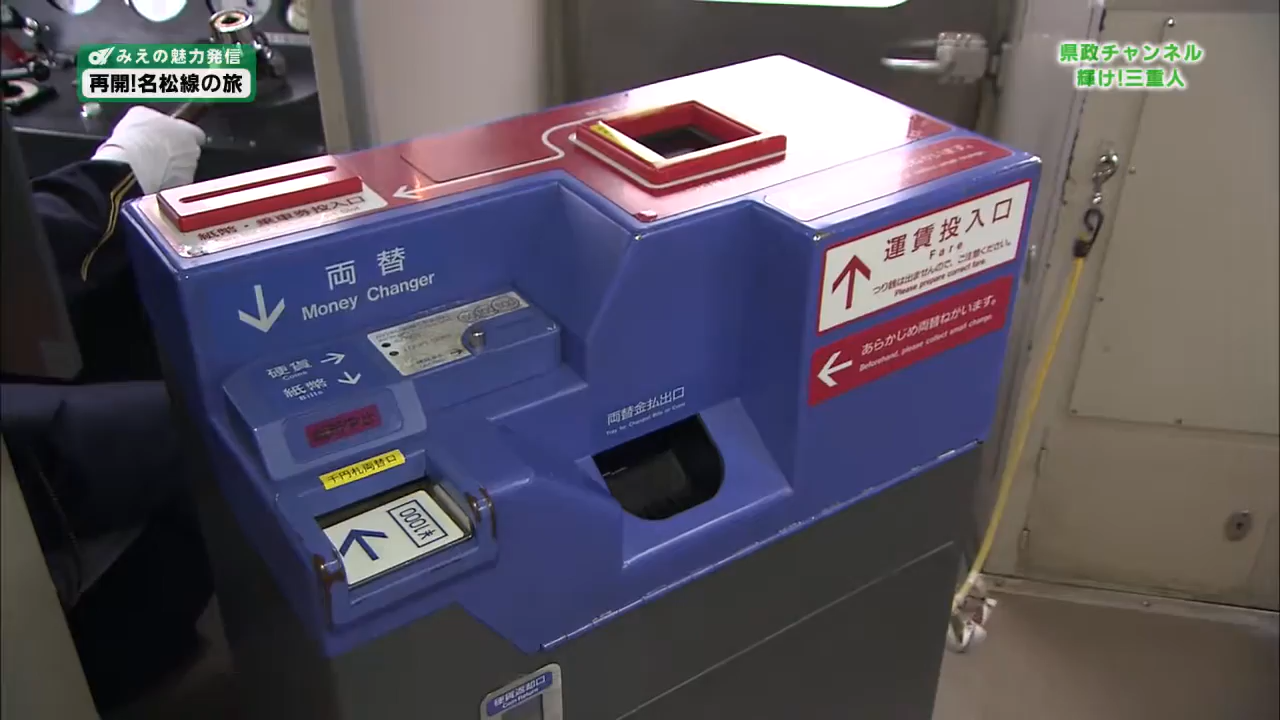 みえの魅力発信
再開!名松線の旅
県政チャンネル
輝け!三重人
紙幣・乗車券投入口
両替
Money Changer
硬貨
Coins
紙幣
Bills
千円札両替口
¥1000
両替金払出口
運賃投入口
Fare
つり銭は出ませんので、ご注意ください。
Please prepare correct fare.
あらかじめ両替ねがいます。
Beforehand, please collect small change.
硬貨返却口